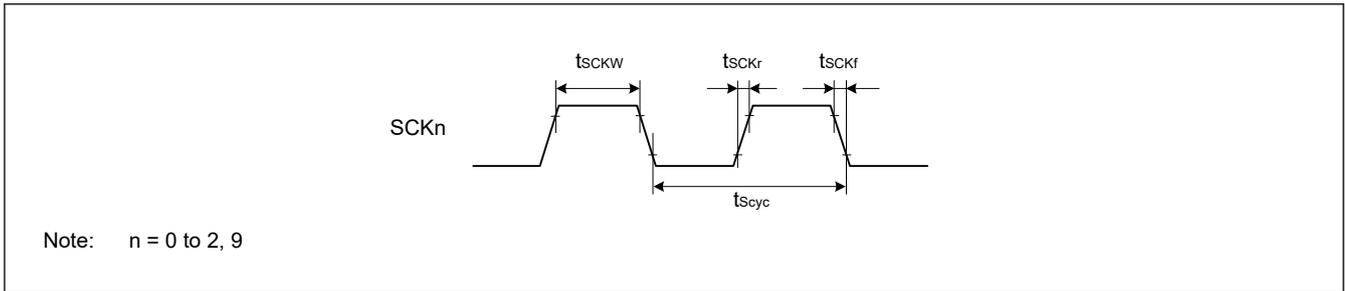 tSCKW tSCKr tSCKf
SCKn
tScyc
Note: n = 0 to 2, 9